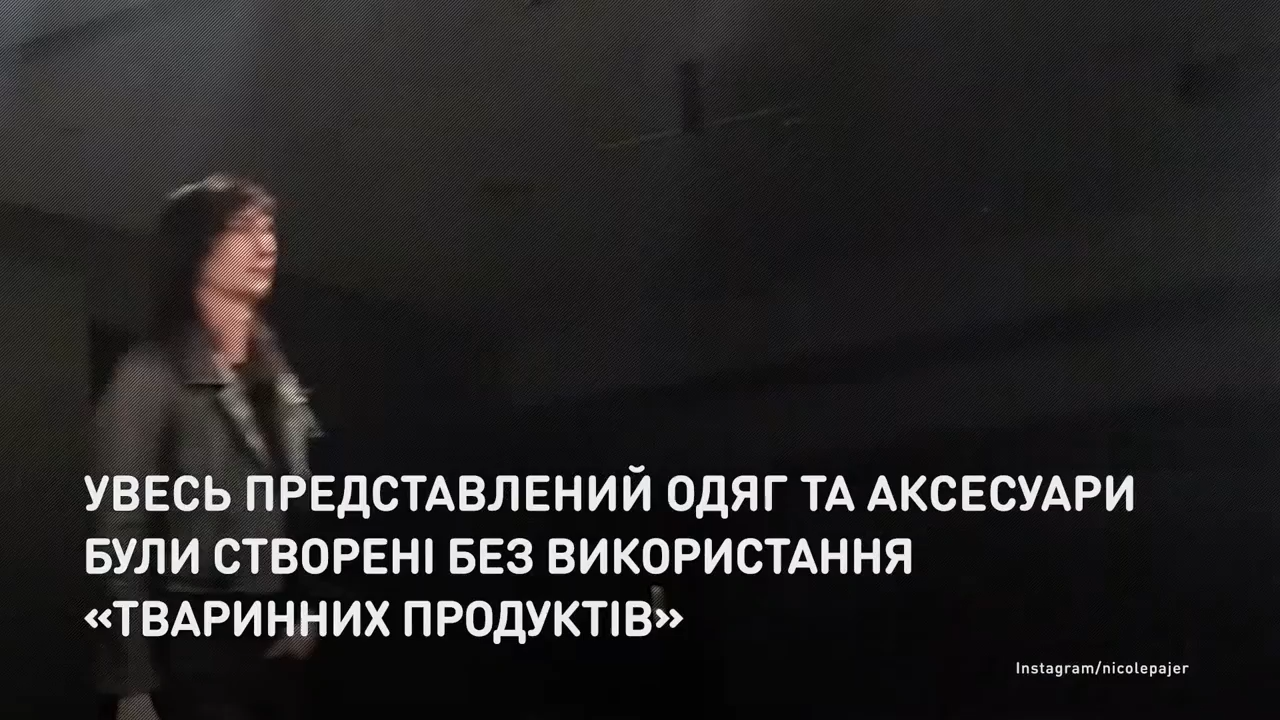 УВЕСЬ ПРЕДСТАВЛЕНИЙ ОДЯГ ТА АКСЕСУАРИ
БУЛИ СТВОРЕНІ БЕЗ ВИКОРИСТАННЯ
«ТВАРИННИХ ПРОДУКТІВ»
Instagram/nicolepajer